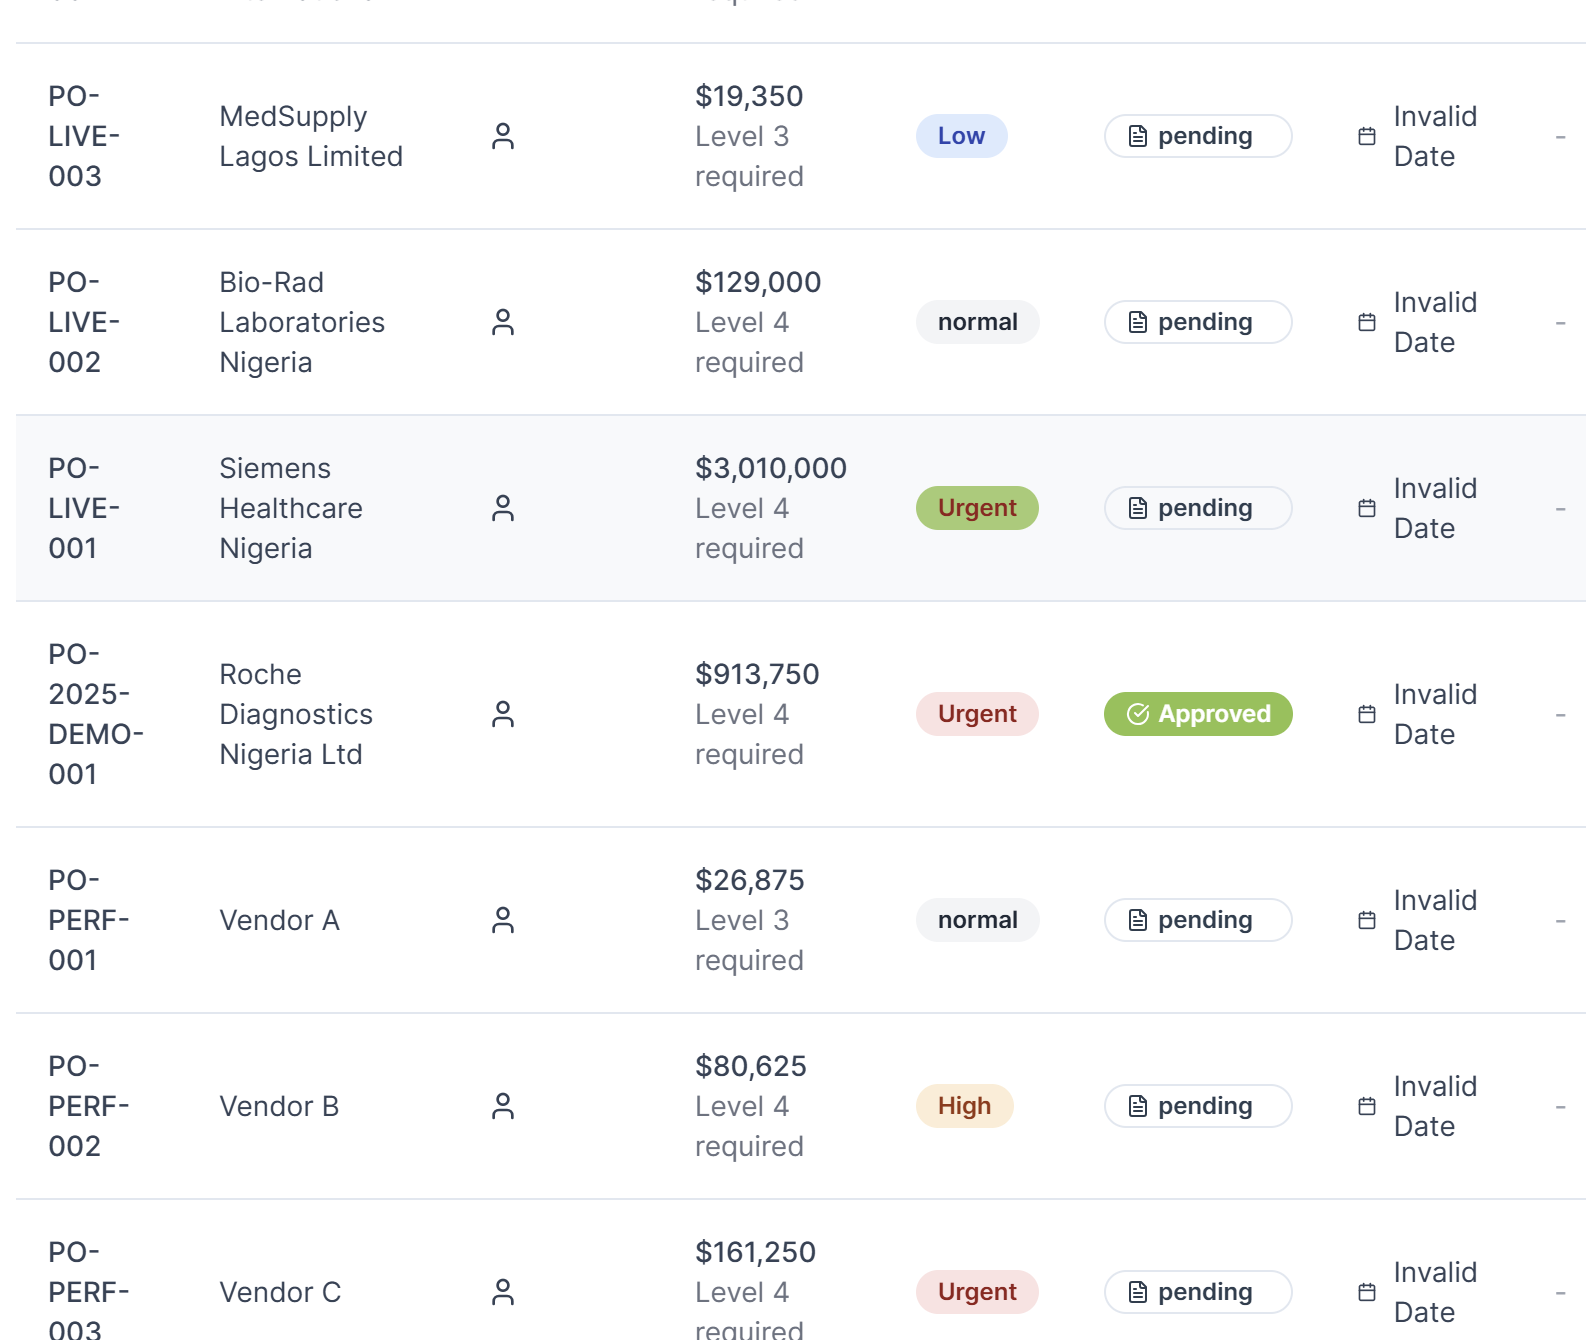 PO-
LIVE-
003
MedSupply
Lagos Limited
$19,350
Level 3
required
Low
pending
Invalid
Date
-
PO-
LIVE-
002
Bio-Rad
Laboratories
Nigeria
$129,000
Level 4
required
normal
pending
Invalid
Date
-
PO-
LIVE-
001
Siemens
Healthcare
Nigeria
$3,010,000
Level 4
required
Urgent
pending
Invalid
Date
-
PO-
2025-
DEMO-
001
Roche
Diagnostics
Nigeria Ltd
$913,750
Level 4
required
Urgent
Approved
Invalid
Date
-
PO-
PERF-
001
Vendor A
$26,875
Level 3
required
normal
pending
Invalid
Date
-
PO-
PERF-
002
Vendor B
$80,625
Level 4
required
High
pending
Invalid
Date
-
PO-
PERF-
003
Vendor C
$161,250
Level 4
required
Urgent
pending
Invalid
Date
-